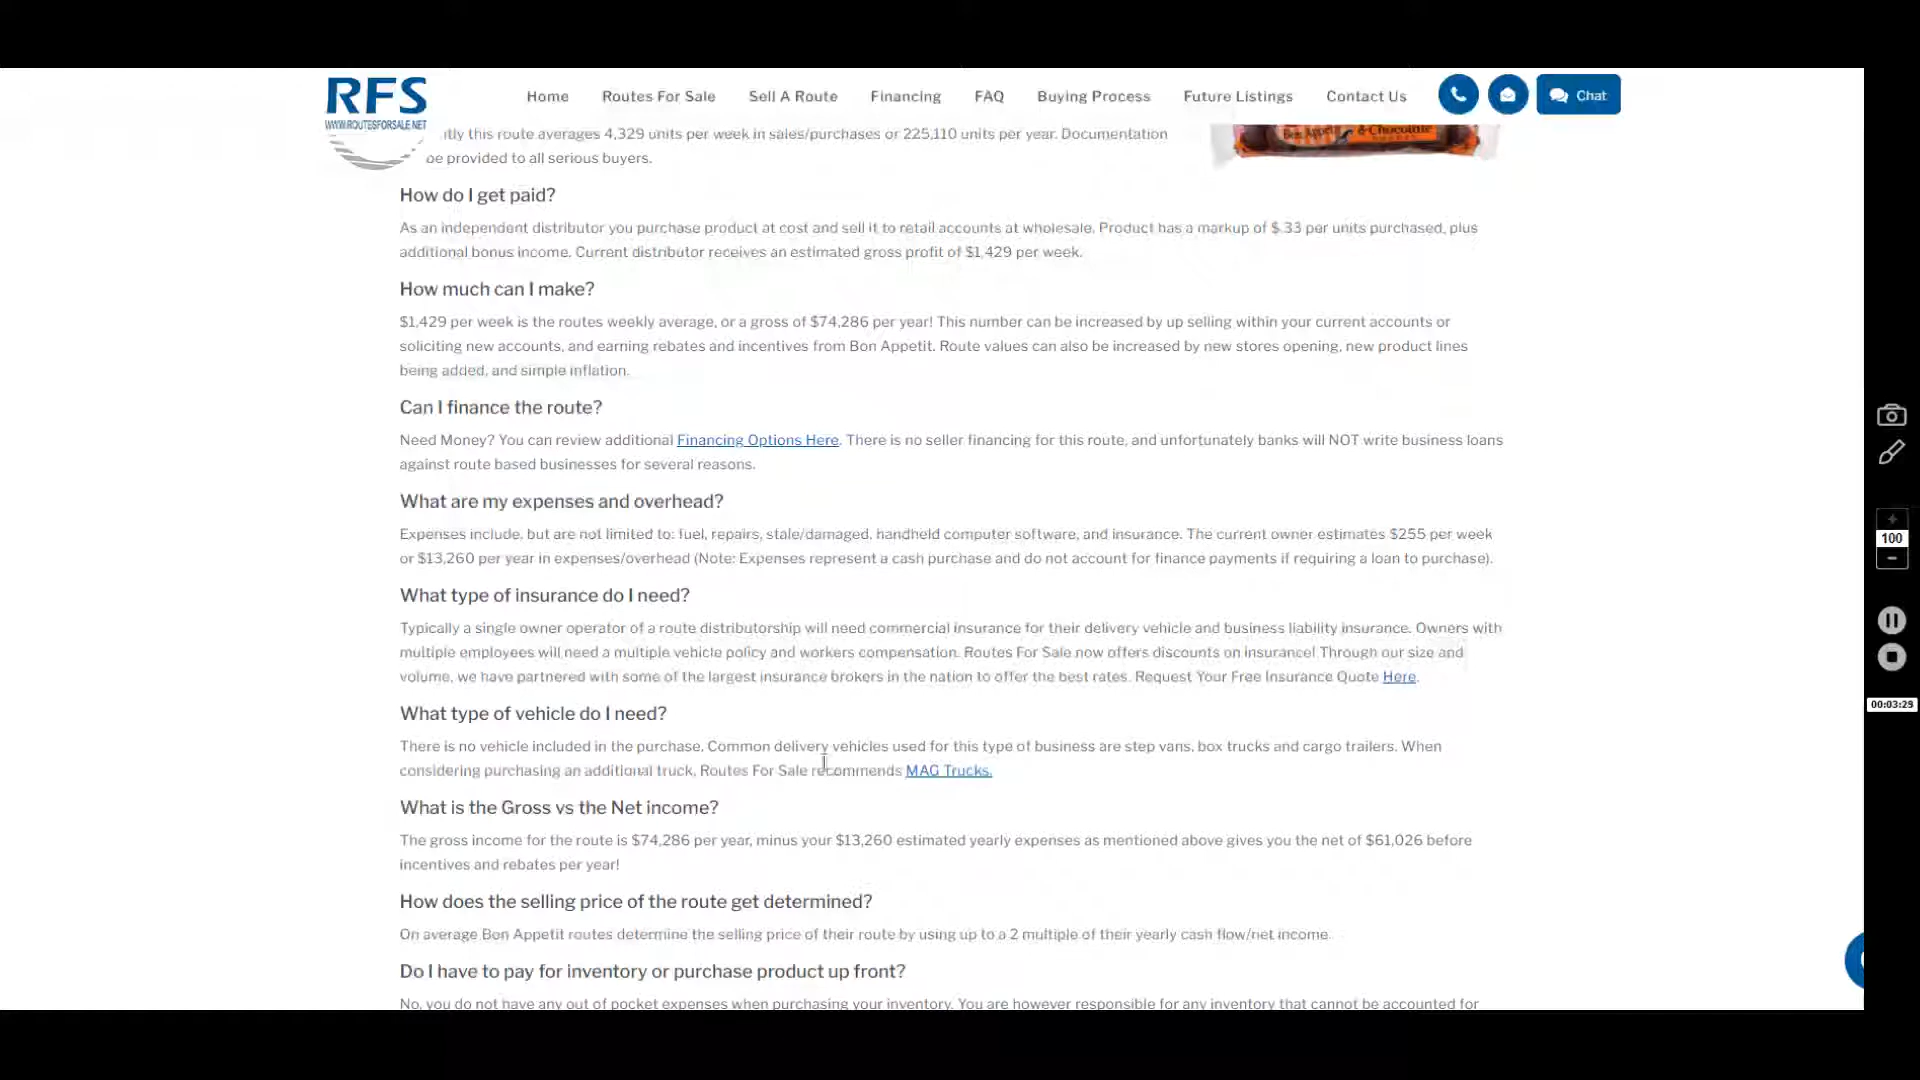 RFS
WWW.ROUTESFORSALE.NET
Home Routes For Sale Sell A Route Financing FAQ Buying Process Future Listings Contact Us Chat
tly this route averages 4,329 units per week in sales/purchases or 225,110 units per year. Documentation
be provided to all serious buyers.
Bon Appetit & Chocolate
How do I get paid?
As an independent distributor you purchase product at cost and sell it to retail accounts at wholesale. Product has a markup of $.33 per units purchased, plus
additional bonus income. Current distributor receives an estimated gross profit of $1,429 per week.
How much can I make?
$1,429 per week is the routes weekly average, or a gross of $74,286 per year! This number can be increased by up selling within your current accounts or
soliciting new accounts, and earning rebates and incentives from Bon Appetit. Route values can also be increased by new stores opening, new product lines
being added, and simple inflation.
Can I finance the route?
Need Money? You can review additional Financing Options Here. There is no seller financing for this route, and unfortunately banks will NOT write business loans
against route based businesses for several reasons.
What are my expenses and overhead?
Expenses include, but are not limited to: fuel, repairs, stale/damaged, handheld computer software, and insurance. The current owner estimates $255 per week
or $13,260 per year in expenses/overhead (Note: Expenses represent a cash purchase and do not account for finance payments if requiring a loan to purchase).
What type of insurance do I need?
Typically a single owner operator of a route distributorship will need commercial insurance for their delivery vehicle and business liability insurance. Owners with
multiple employees will need a multiple vehicle policy and workers compensation. Routes For Sale now offers discounts on insurance! Through our size and
volume, we have partnered with some of the largest insurance brokers in the nation to offer the best rates. Request Your Free Insurance Quote Here.
What type of vehicle do I need?
There is no vehicle included in the purchase. Common delivery vehicles used for this type of business are step vans, box trucks and cargo trailers. When
considering purchasing an additional truck, Routes For Sale recommends MAG Trucks.
What is the Gross vs the Net income?
The gross income for the route is $74,286 per year, minus your $13,260 estimated yearly expenses as mentioned above gives you the net of $61,026 before
incentives and rebates per year!
How does the selling price of the route get determined?
On average Bon Appetit routes determine the selling price of their route by using up to a 2 multiple of their yearly cash flow/net income.
Do I have to pay for inventory or purchase product up front?
No, you do not have any out of pocket expenses when purchasing your inventory. You are however responsible for any inventory that cannot be accounted for
100
00:03:29